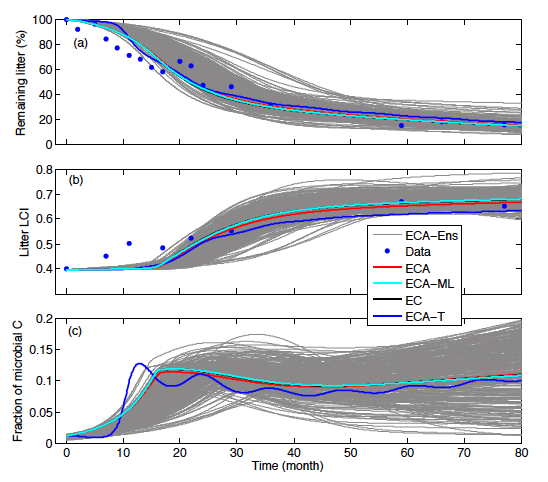 100
80
60
40
20
0
Remaining litter (%)
(a)
0.8
0.7
0.6
0.5
0.4
Litter LCI
(b)
ECA−Ens
Data
ECA
ECA−ML
EC
ECA−T
0.2
0.15
0.1
0.05
0
Fraction of microbial C
(c)
0 10 20 30 40 50 60 70 80
Time (month)